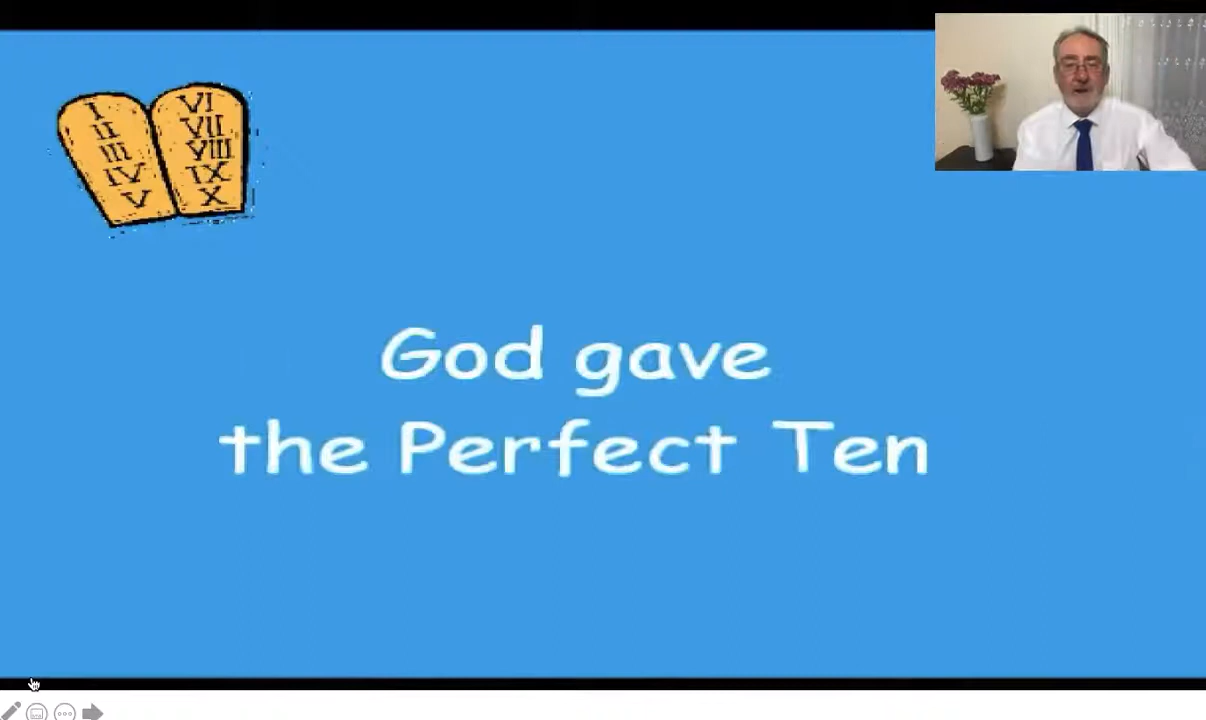 I
II
III
IV
V
VI
VII
VIII
IX
X
God gave
the Perfect Ten